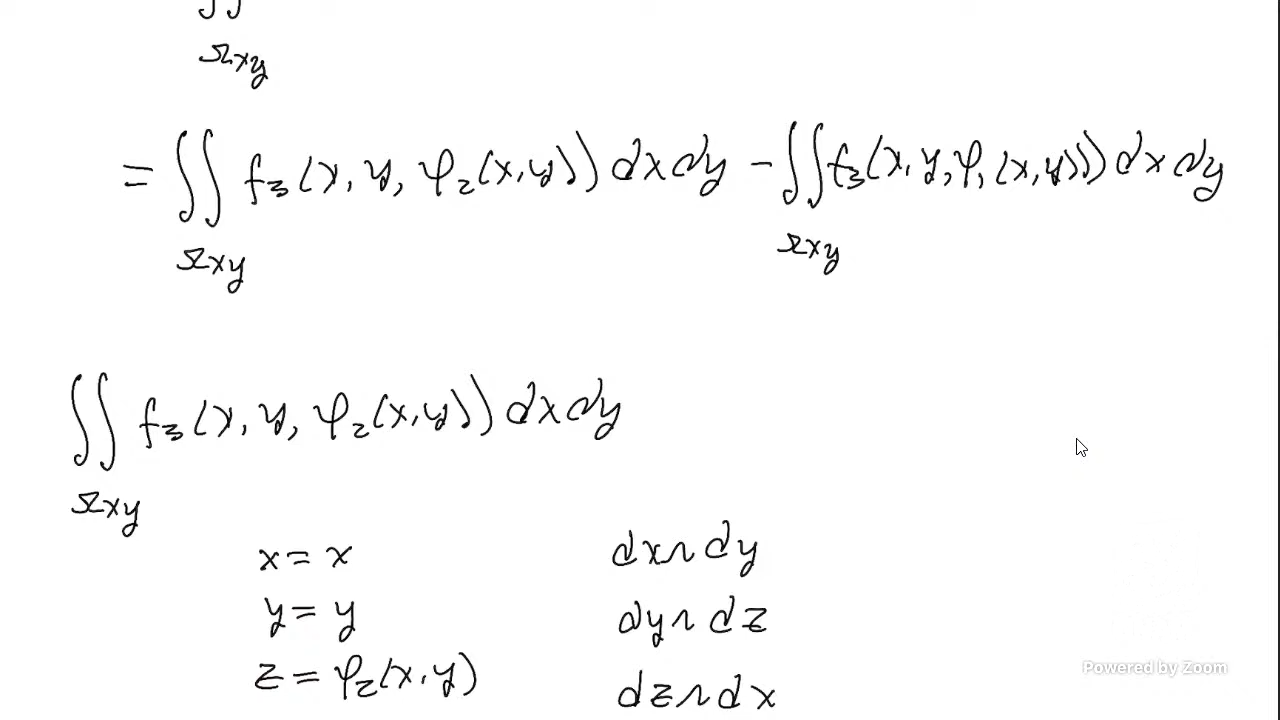 ∬
Ωxy
= ∬ f₃(x, y, φ₂(x,y)) dx dy − ∬ f₃(x, y, φ₁(x,y)) dx dy
Ωxy Ωxy
∬ f₃(x, y, φ₂(x,y)) dx dy
Ωxy
x = x dx∧dy
y = y dy∧dz
z = φ₂(x,y) dz∧dx
Powered by Zoom